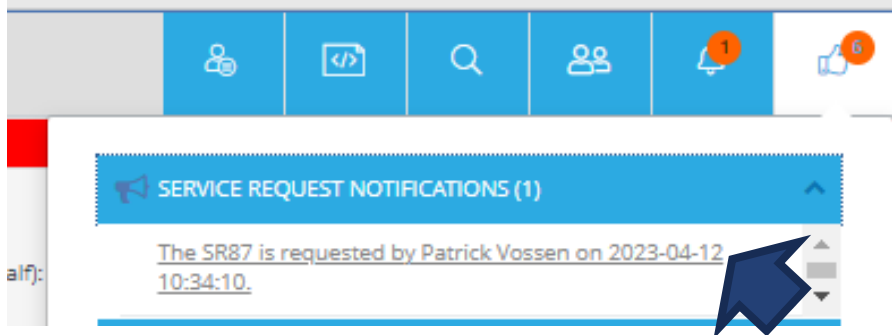 </>
1
6
SERVICE REQUEST NOTIFICATIONS (1)
The SR87 is requested by Patrick Vossen on 2023-04-12
10:34:10.
alf):